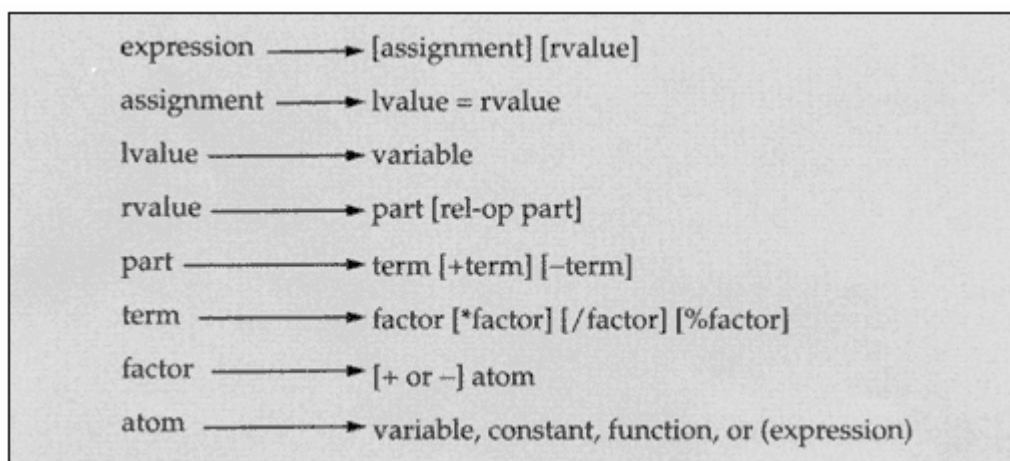 expression ⟶ [assignment] [rvalue]
assignment ⟶ lvalue = rvalue
lvalue ⟶ variable
rvalue ⟶ part [rel-op part]
part ⟶ term [+term] [–term]
term ⟶ factor [*factor] [/factor] [%factor]
factor ⟶ [+ or –] atom
atom ⟶ variable, constant, function, or (expression)